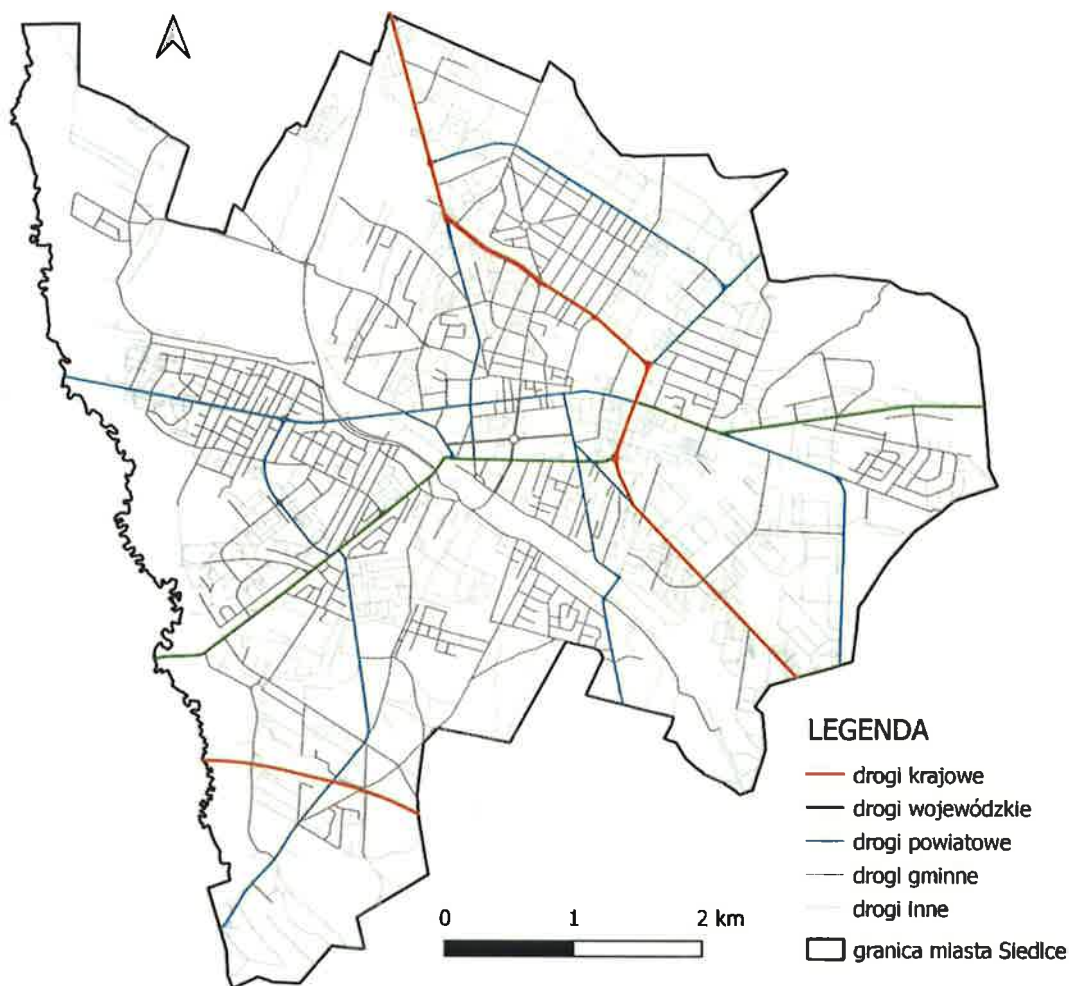 LEGENDA
drogi krajowe
drogi wojewódzkie
drogi powiatowe
drogi gminne
drogi inne
granica miasta Siedlce
0 1 2 km